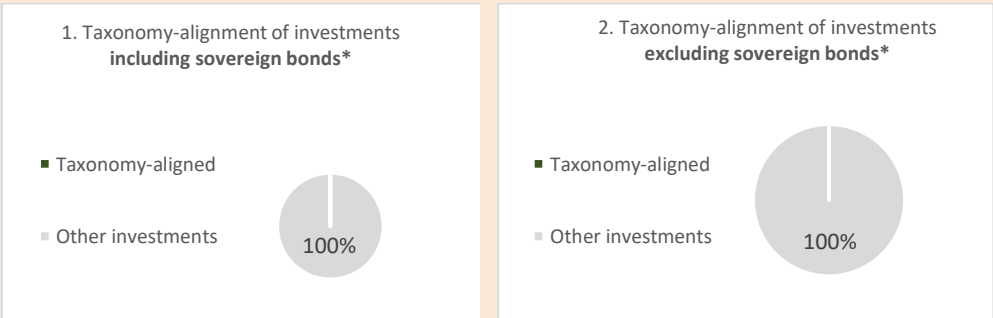 1. Taxonomy-alignment of investments
including sovereign bonds*
Taxonomy-aligned
Other investments
100%
2. Taxonomy-alignment of investments
excluding sovereign bonds*
Taxonomy-aligned
Other investments
100%